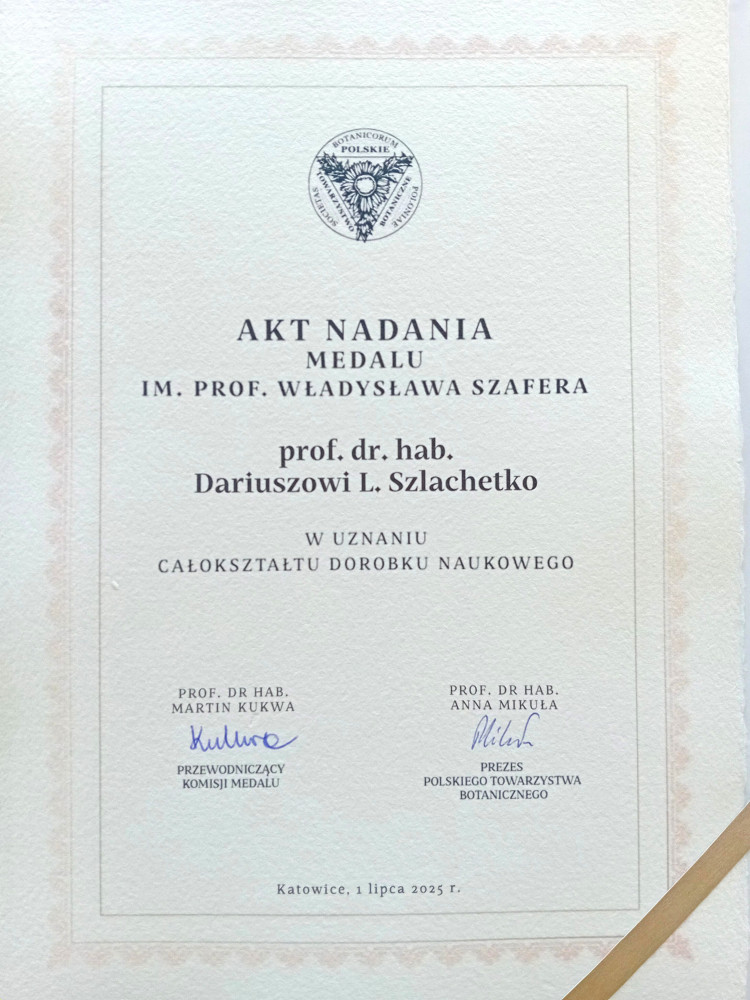 SOCIETAS BOTANICORUM POLONIAE
POLSKIE TOWARZYSTWO BOTANICZNE
AKT NADANIA
MEDALU
IM. PROF. WŁADYSŁAWA SZAFERA
prof. dr. hab.
Dariuszowi L. Szlachetko
W UZNANIU
CAŁOKSZTAŁTU DOROBKU NAUKOWEGO
PROF. DR HAB.
MARTIN KUKWA
Kukwa
PRZEWODNICZĄCY
KOMISJI MEDALU
PROF. DR HAB.
ANNA MIKUŁA
PREZES
POLSKIEGO TOWARZYSTWA
BOTANICZNEGO
Katowice, 1 lipca 2025 r.